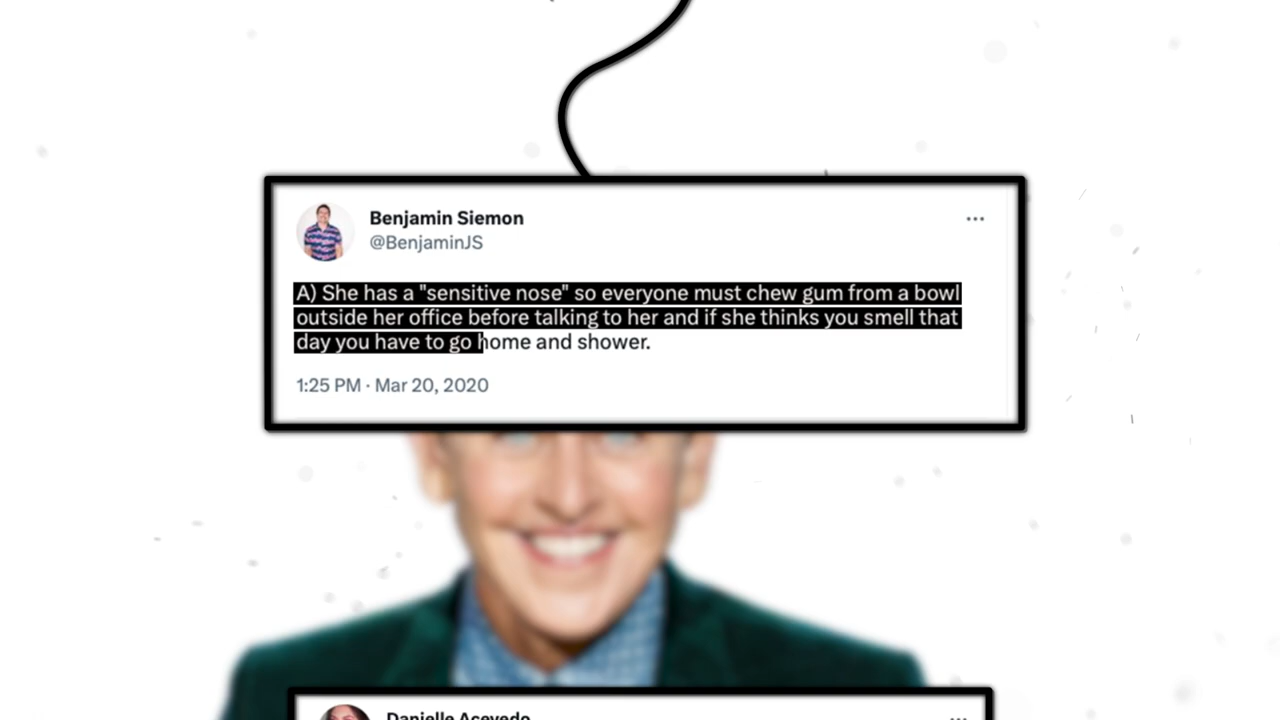 Benjamin Siemon
@BenjaminJS
A) She has a "sensitive nose" so everyone must chew gum from a bowl
outside her office before talking to her and if she thinks you smell that
day you have to go home and shower.
1:25 PM · Mar 20, 2020
Danielle Acevedo